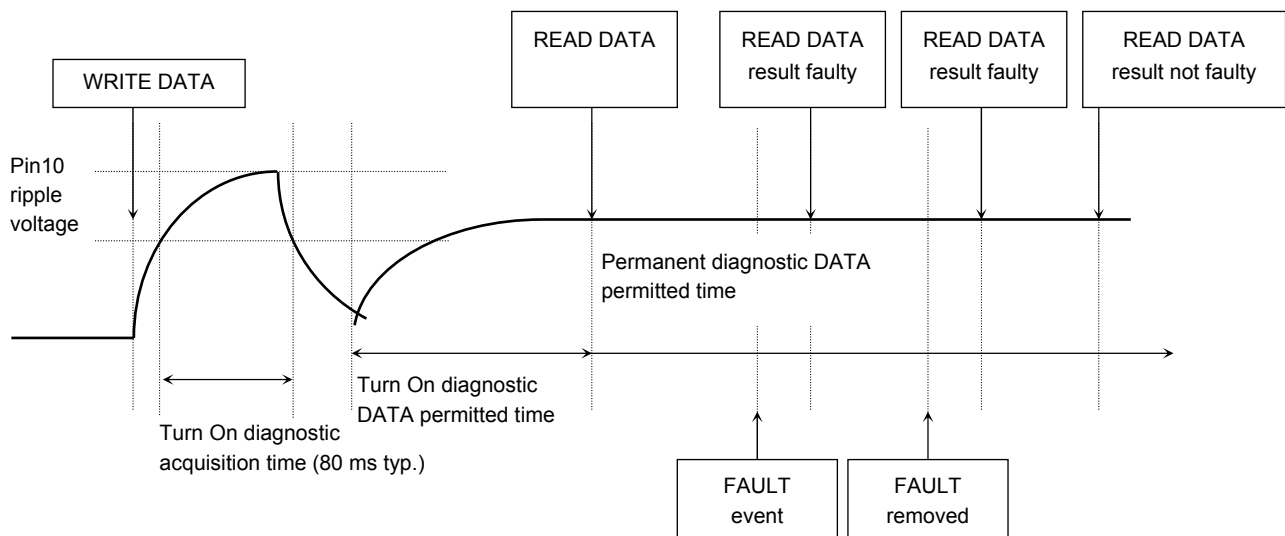 READ DATA
READ DATA
result faulty
READ DATA
result faulty
READ DATA
result not faulty
WRITE DATA
Pin10
ripple
voltage
Permanent diagnostic DATA
permitted time
Turn On diagnostic
DATA permitted time
Turn On diagnostic
acquisition time (80 ms typ.)
FAULT
event
FAULT
removed